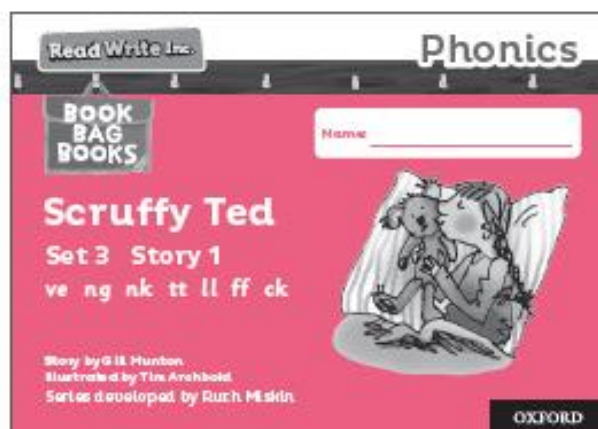 Read Write Inc.
Phonics
BOOK
BAG
BOOKS
Name:
Scruffy Ted
Set 3 Story 1
ve ng nk tt ll ff ck
Story by Gill Munton
Illustrated by Tim Archbold
Series developed by Ruth Miskin
OXFORD